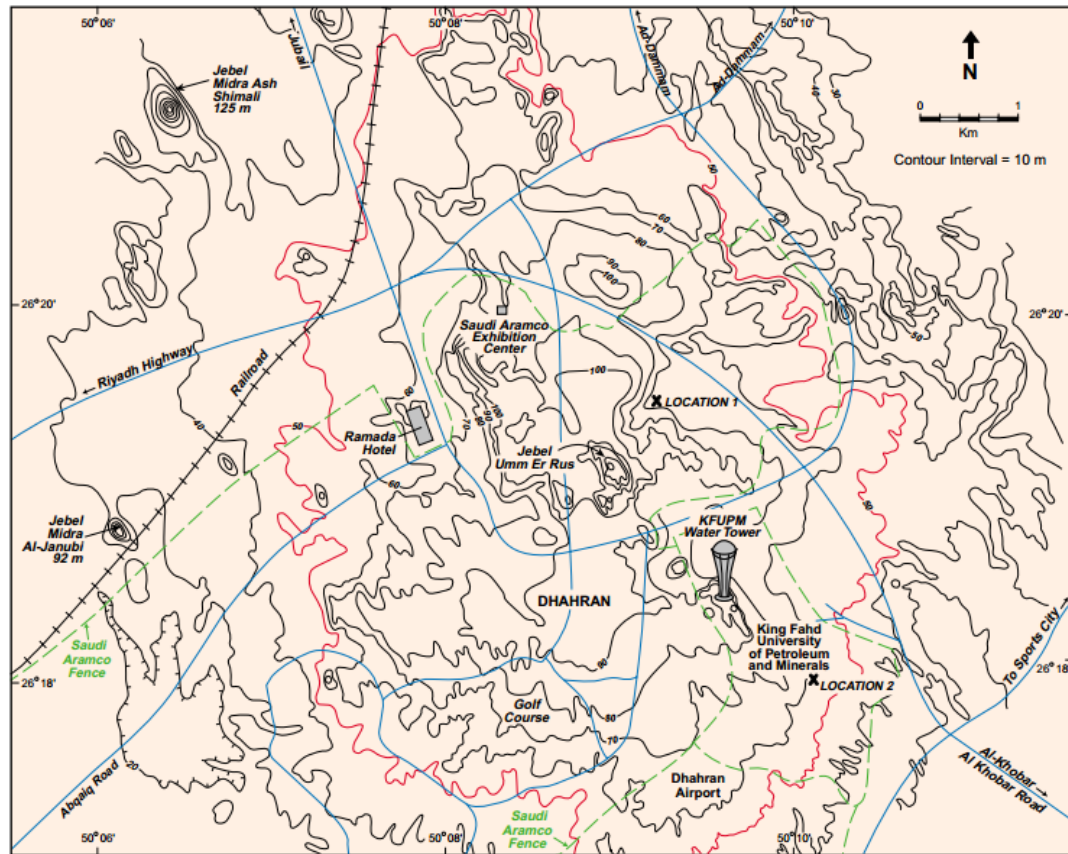 50° 06'
50° 08'
50° 10'
Jubail
Ad-Dammam
Ad-Dammam
N
0 1
Km
Contour Interval = 10 m
Jebel
Midra Ash
Shimali
125 m
40
30
50
60
70
80
90
100
26° 20'
26° 20'
50
Saudi Aramco
Exhibition
Center
Riyadh Highway
Railroad
100
100
90
80
70
90
LOCATION 1
60
Ramada
Hotel
Jebel
Umm Er Rus
40
50
60
50
Jebel
Midra
Al-Janubi
92 m
KFUPM
Water Tower
DHAHRAN
King Fahd
University
of Petroleum
and Minerals
Saudi
Aramco
Fence
To Sports City
26° 18'
26° 18'
90
LOCATION 2
Golf
Course
80
70
Abqaiq Road
20
Dhahran
Airport
Al-Khobar
Al Khobar Road
Saudi
Aramco
Fence
50° 06'
50° 08'
50° 10'